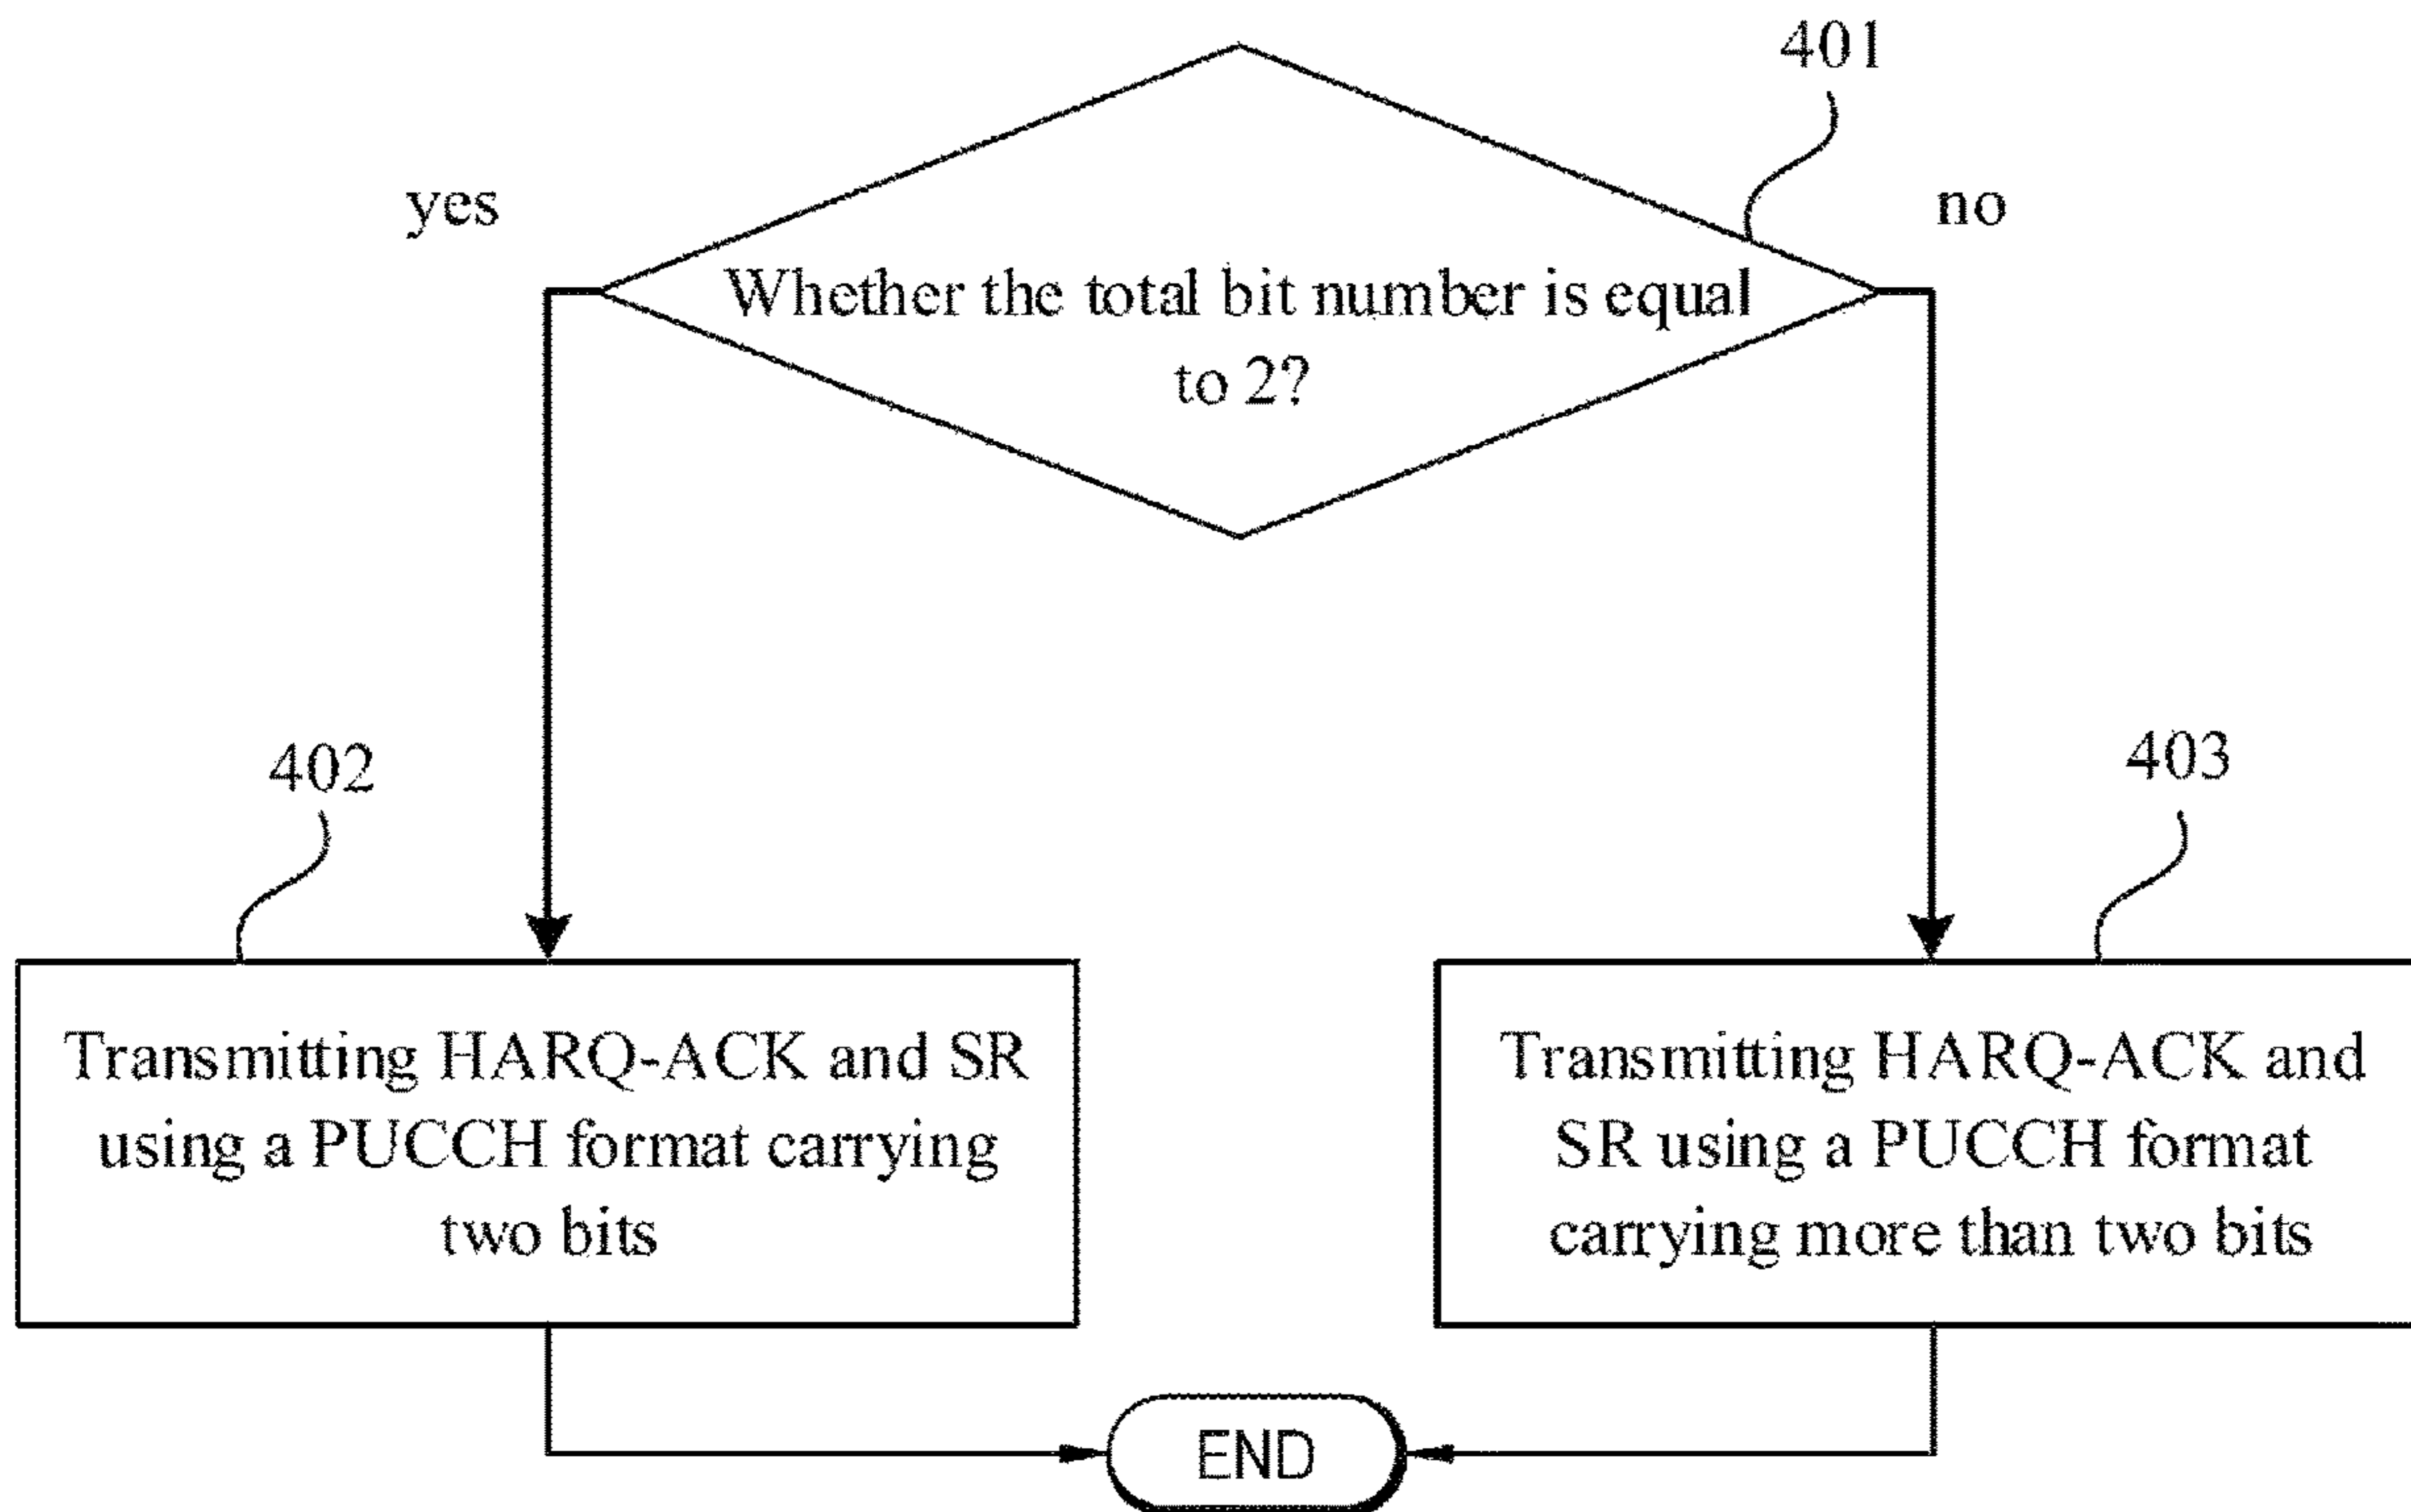 401
yes
no
Whether the total bit number is equal
to 2?
402
403
Transmitting HARQ-ACK and SR
using a PUCCH format carrying
two bits
Transmitting HARQ-ACK and
SR using a PUCCH format
carrying more than two bits
END